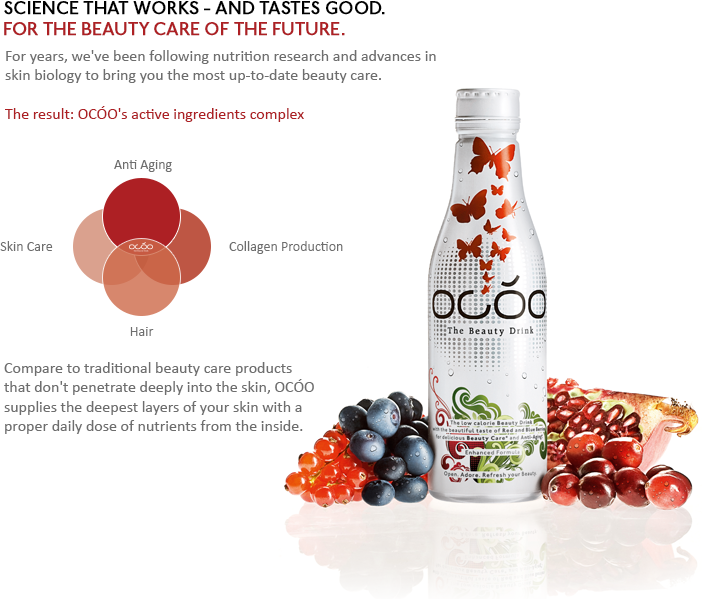 SCIENCE THAT WORKS - AND TASTES GOOD.
FOR THE BEAUTY CARE OF THE FUTURE.
For years, we've been following nutrition research and advances in
skin biology to bring you the most up-to-date beauty care.
The result: OCÓO's active ingredients complex
Anti Aging
Skin Care
OCÓO
Collagen Production
Hair
Compare to traditional beauty care products
that don't penetrate deeply into the skin, OCÓO
supplies the deepest layers of your skin with a
proper daily dose of nutrients from the inside.
OCŏO
The Beauty Drink
The low calorie Beauty Drink
with the beautiful taste of Red and Blue
for delicious Beauty Care* and Anti-Aging*
Enhanced Formula
Open, Adore, Refresh your Beauty.